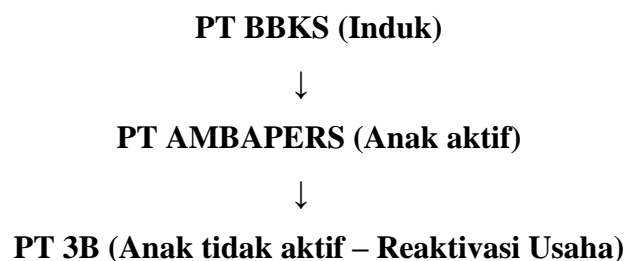 PT BBKS (Induk)
↓
PT AMBAPERS (Anak aktif)
↓
PT 3B (Anak tidak aktif – Reaktivasi Usaha)